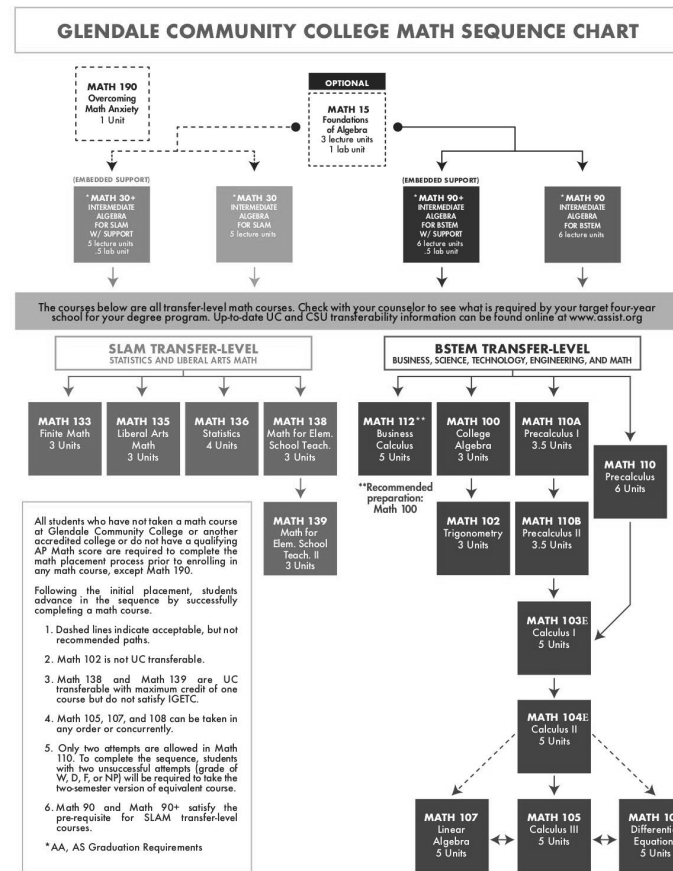 GLENDALE COMMUNITY COLLEGE MATH SEQUENCE CHART
MATH 190
Overcoming
Math Anxiety
1 Unit
OPTIONAL
MATH 15
Foundations
of Algebra
3 lecture units
1 lab unit
(EMBEDDED SUPPORT)
*MATH 30+
INTERMEDIATE
ALGEBRA
FOR SLAM
W/ SUPPORT
5 lecture units
.5 lab unit
*MATH 30
INTERMEDIATE
ALGEBRA
FOR SLAM
5 lecture units
(EMBEDDED SUPPORT)
*MATH 90+
INTERMEDIATE
ALGEBRA
FOR BSTEM
W/ SUPPORT
6 lecture units
.5 lab unit
*MATH 90
INTERMEDIATE
ALGEBRA
FOR BSTEM
6 lecture units
The courses below are all transfer-level math courses. Check with your counselor to see what is required by your target four-year
school for your degree program. Up-to-date UC and CSU transferability information can be found online at www.assist.org
SLAM TRANSFER-LEVEL
STATISTICS AND LIBERAL ARTS MATH
BSTEM TRANSFER-LEVEL
BUSINESS, SCIENCE, TECHNOLOGY, ENGINEERING, AND MATH
MATH 133
Finite Math
3 Units
MATH 135
Liberal Arts
Math
3 Units
MATH 136
Statistics
4 Units
MATH 138
Math for Elem.
School Teach.
3 Units
MATH 139
Math for
Elem. School
Teach. II
3 Units
MATH 112**
Business
Calculus
5 Units
**Recommended
preparation:
Math 100
MATH 100
College
Algebra
3 Units
MATH 102
Trigonometry
3 Units
MATH 110A
Precalculus I
3.5 Units
MATH 110B
Precalculus II
3.5 Units
MATH 110
Precalculus
6 Units
MATH 103E
Calculus I
5 Units
MATH 104E
Calculus II
5 Units
MATH 107
Linear
Algebra
5 Units
MATH 105
Calculus III
5 Units
MATH 10
Differenti
Equation
5 Units
All students who have not taken a math course
at Glendale Community College or another
accredited college or do not have a qualifying
AP Math score are required to complete the
math placement process prior to enrolling in
any math course, except Math 190.
Following the initial placement, students
advance in the sequence by successfully
completing a math course.
1. Dashed lines indicate acceptable, but not
recommended paths.
2. Math 102 is not UC transferable.
3. Math 138 and Math 139 are UC
transferable with maximum credit of one
course but do not satisfy IGETC.
4. Math 105, 107, and 108 can be taken in
any order or concurrently.
5. Only two attempts are allowed in Math
110. To complete the sequence, students
with two unsuccessful attempts (grade of
W, D, F, or NP) will be required to take the
two-semester version of equivalent course.
6. Math 90 and Math 90+ satisfy the
pre-requisite for SLAM transfer-level
courses.
*AA, AS Graduation Requirements